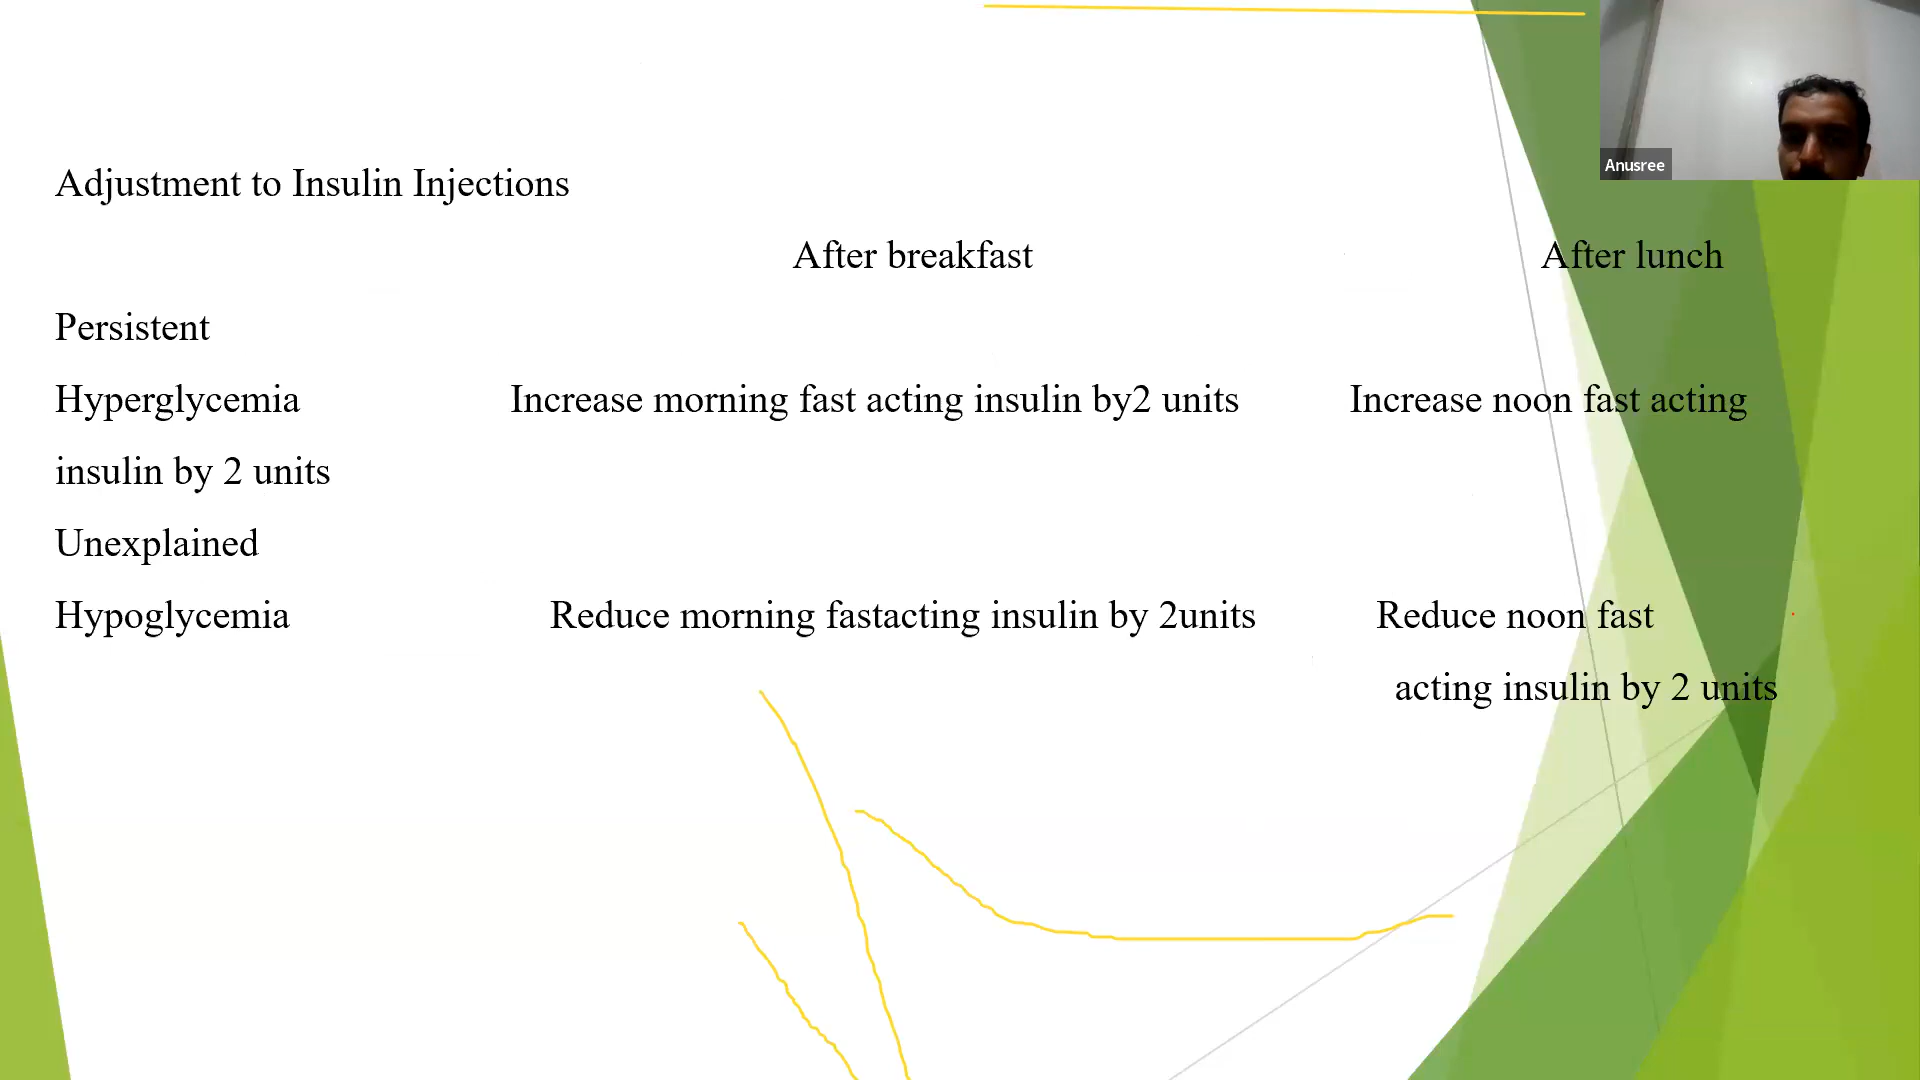 Anusree
Adjustment to Insulin Injections
After breakfast After lunch
Persistent
Hyperglycemia Increase morning fast acting insulin by2 units Increase noon fast acting
insulin by 2 units
Unexplained
Hypoglycemia Reduce morning fastacting insulin by 2units Reduce noon fast
acting insulin by 2 units